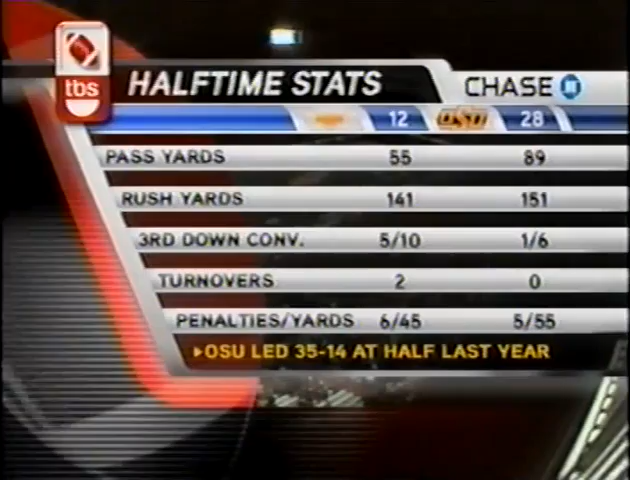 tbs
HALFTIME STATS CHASE
12 OSU 28
PASS YARDS 55 89
RUSH YARDS 141 151
3RD DOWN CONV. 5/10 1/6
TURNOVERS 2 0
PENALTIES/YARDS 6/45 5/55
▸OSU LED 35-14 AT HALF LAST YEAR